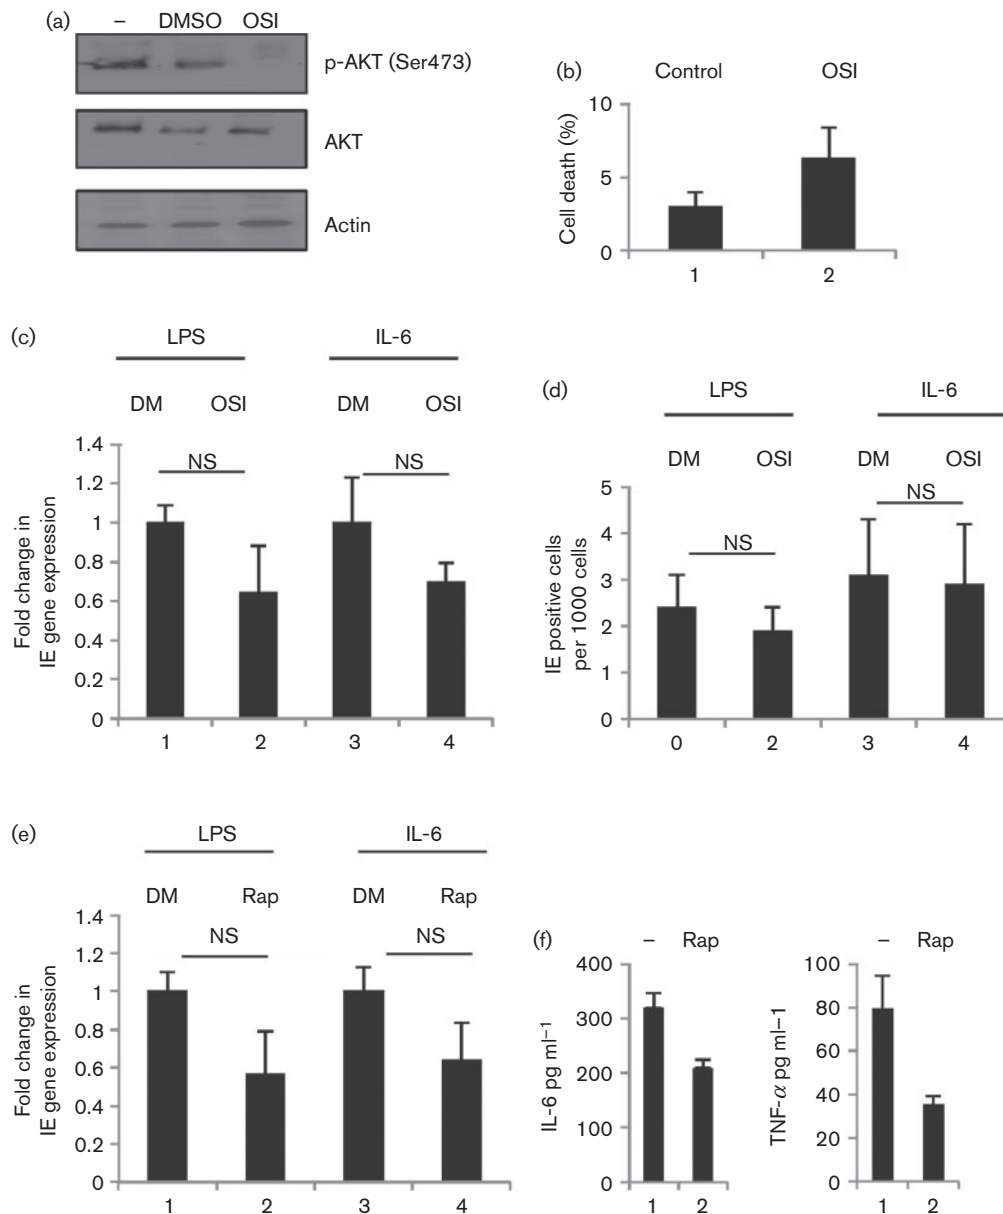 (a) – DMSO OSI
p-AKT (Ser473)
AKT
Actin
(b) Control OSI
10
5
0
Cell death (%)
1 2
(c) LPS IL-6
DM OSI DM OSI
1.4
1.2
1
0.8
0.6
0.4
0.2
0
NS NS
Fold change in
IE gene expression
1 2 3 4
(d) LPS IL-6
DM OSI DM OSI
5
4
3
2
1
0
NS NS
IE positive cells
per 1000 cells
0 2 3 4
(e) LPS IL-6
DM Rap DM Rap
1.4
1.2
1
0.8
0.6
0.4
0.2
0
NS NS
Fold change in
IE gene expression
1 2 3 4
(f) – Rap
400
300
200
100
0
IL-6 pg ml⁻¹
1 2
– Rap
100
80
60
40
20
0
TNF-α pg ml–1
1 2